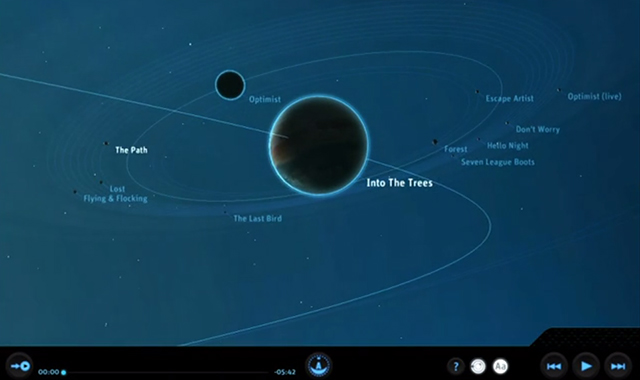 Optimist
Escape Artist
Optimist (live)
Don't Worry
The Path
Forest
Hello Night
Seven League Boots
Into The Trees
Lost
Flying & Flocking
The Last Bird
00:00
-05:42
?
Aa